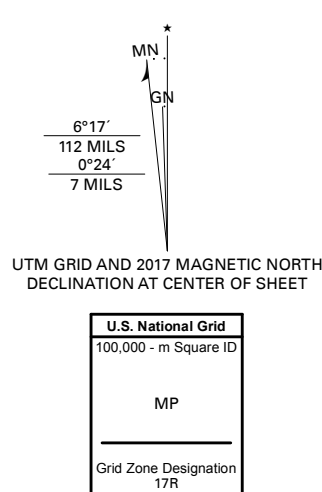 MN
GN
6°17´
112 MILS
0°24´
7 MILS
UTM GRID AND 2017 MAGNETIC NORTH
DECLINATION AT CENTER OF SHEET
U.S. National Grid
100,000 - m Square ID
MP
Grid Zone Designation
17R